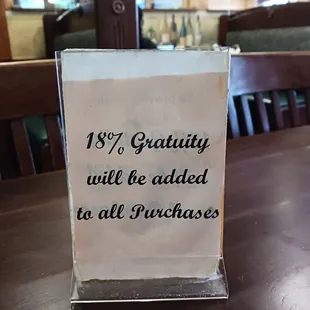 18% Gratuity
will be added
to all Purchases